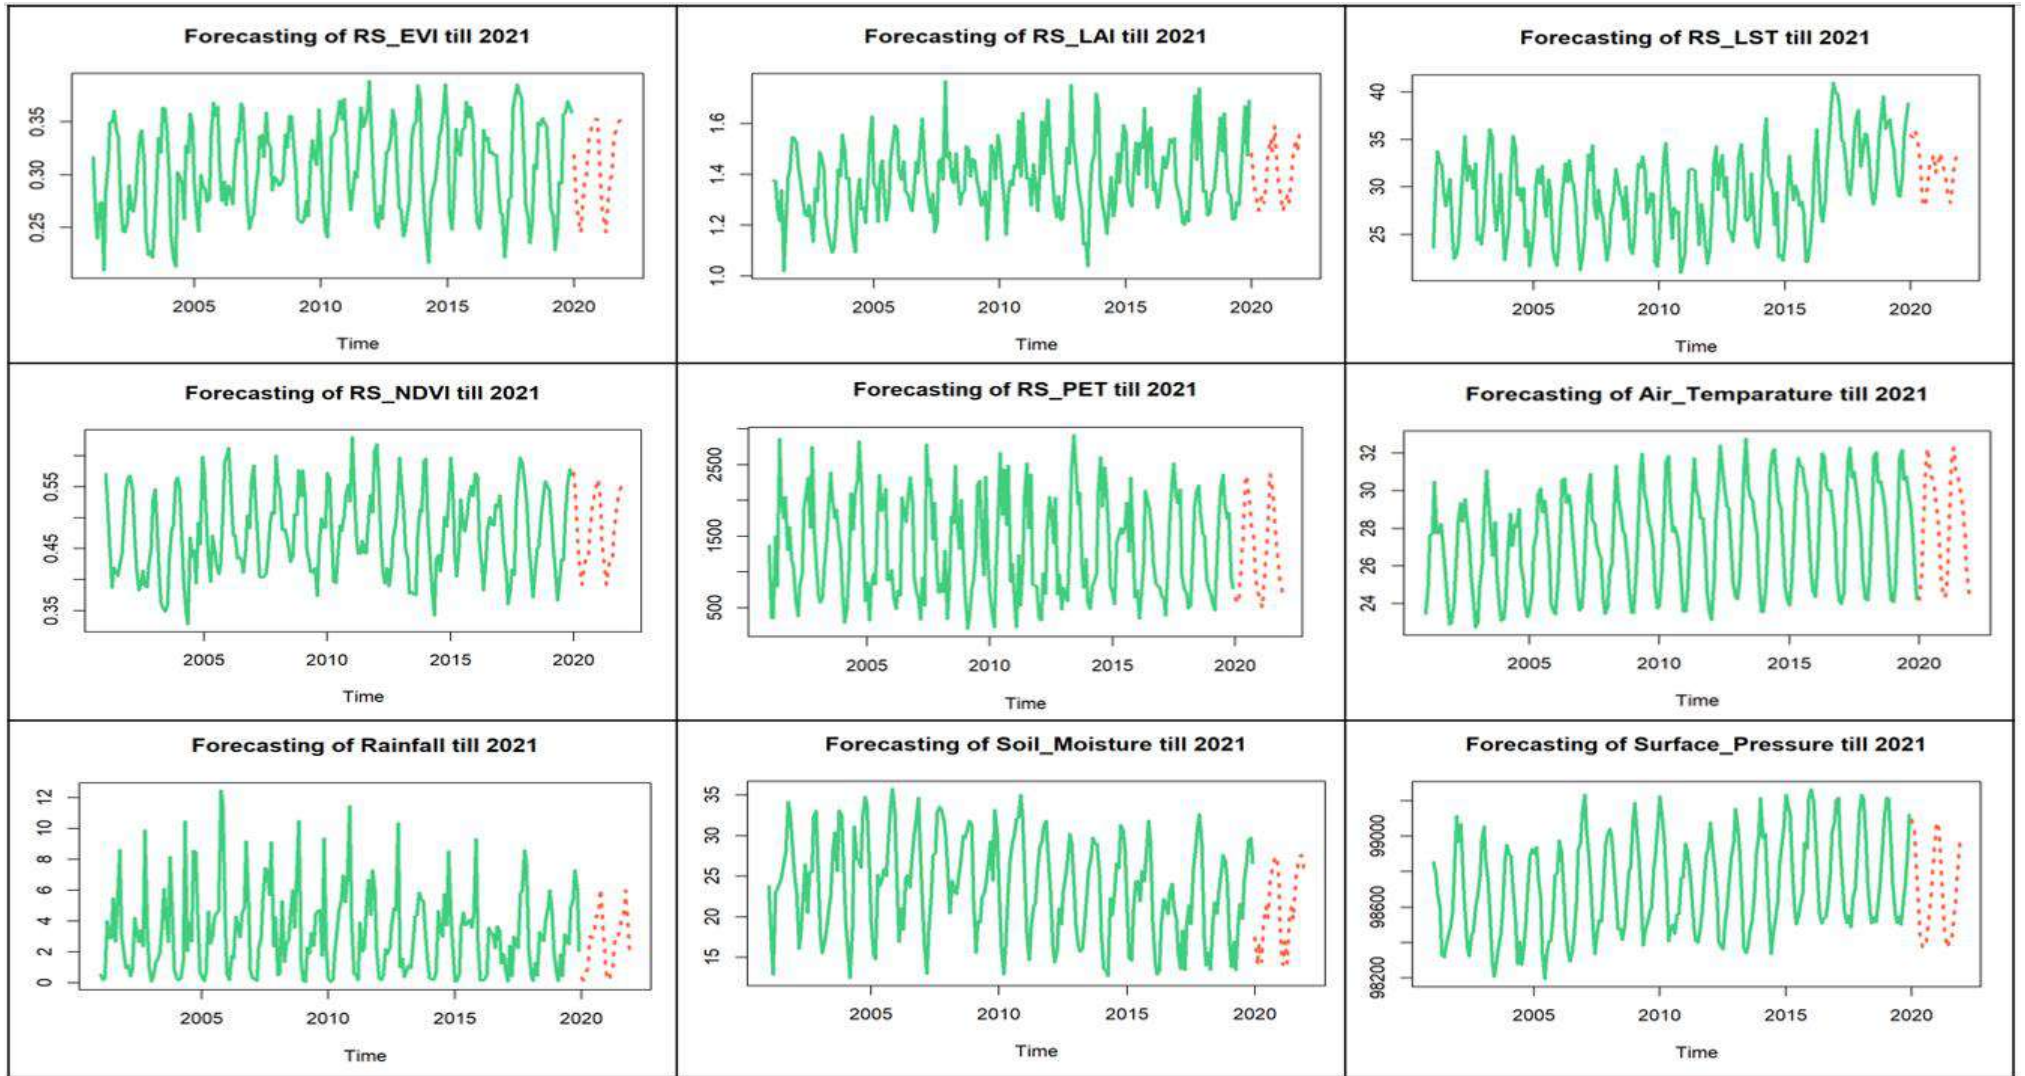 Forecasting of RS_EVI till 2021
0.35
0.30
0.25
2005 2010 2015 2020
Time
Forecasting of RS_LAI till 2021
1.6
1.4
1.2
1.0
2005 2010 2015 2020
Time
Forecasting of RS_LST till 2021
40
35
30
25
2005 2010 2015 2020
Time
Forecasting of RS_NDVI till 2021
0.55
0.45
0.35
2005 2010 2015 2020
Time
Forecasting of RS_PET till 2021
2500
1500
500
2005 2010 2015 2020
Time
Forecasting of Air_Temparature till 2021
32
30
28
26
24
2005 2010 2015 2020
Time
Forecasting of Rainfall till 2021
12
10
8
6
4
2
0
2005 2010 2015 2020
Time
Forecasting of Soil_Moisture till 2021
35
30
25
20
15
2005 2010 2015 2020
Time
Forecasting of Surface_Pressure till 2021
99000
98600
98200
2005 2010 2015 2020
Time